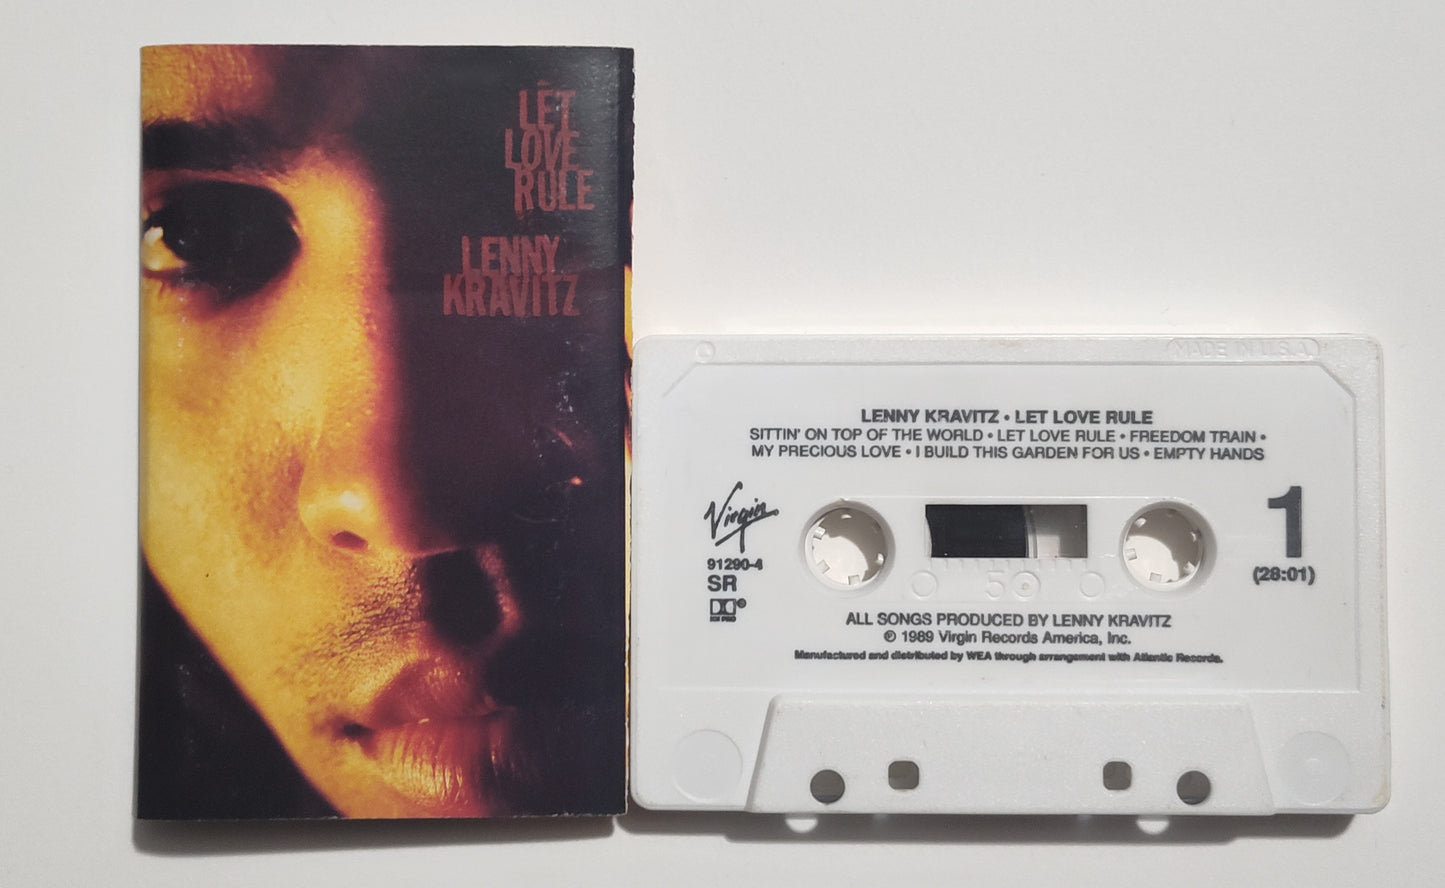 LET
LOVE
RULE
LENNY
KRAVITZ
MADE IN U.S.A.
LENNY KRAVITZ • LET LOVE RULE
SITTIN' ON TOP OF THE WORLD • LET LOVE RULE • FREEDOM TRAIN •
MY PRECIOUS LOVE • I BUILD THIS GARDEN FOR US • EMPTY HANDS
Virgin
91290-4
SR
1
(28:01)
50
ALL SONGS PRODUCED BY LENNY KRAVITZ
℗ 1989 Virgin Records America, Inc.
Manufactured and distributed by WEA through arrangement with Atlantic Records.